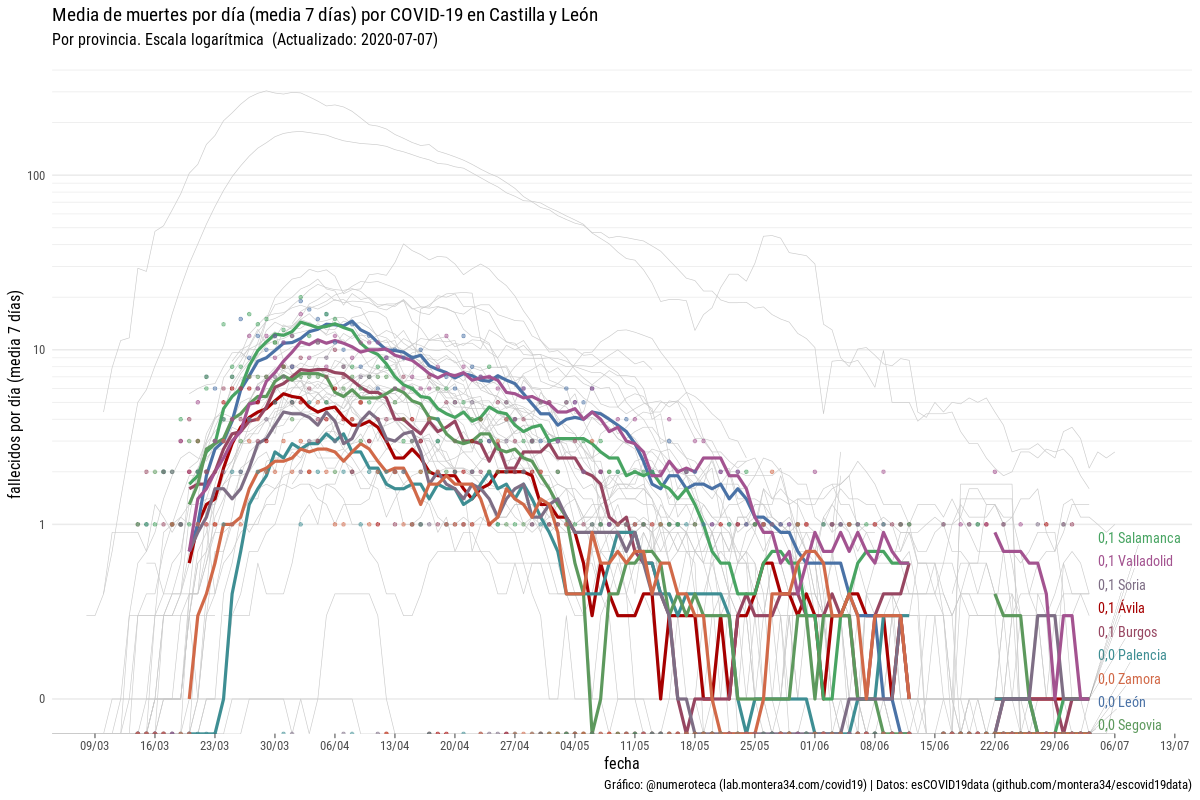 Media de muertes por día (media 7 días) por COVID-19 en Castilla y León
Por provincia. Escala logarítmica  (Actualizado: 2020-07-07)
fallecidos por día (media  7 días)
100
10
1
0
0,1 Salamanca
0,1 Valladolid
0,1 Soria
0,1 Ávila
0,1 Burgos
0,0 Palencia
0,0 Zamora
0,0 León
0,0 Segovia
09/03 16/03 23/03 30/03 06/04 13/04 20/04 27/04 04/05 11/05 18/05 25/05 01/06 08/06 15/06 22/06 29/06 06/07 13/07
fecha
Gráfico: @numeroteca (lab.montera34.com/covid19) | Datos: esCOVID19data (github.com/montera34/escovid19data)